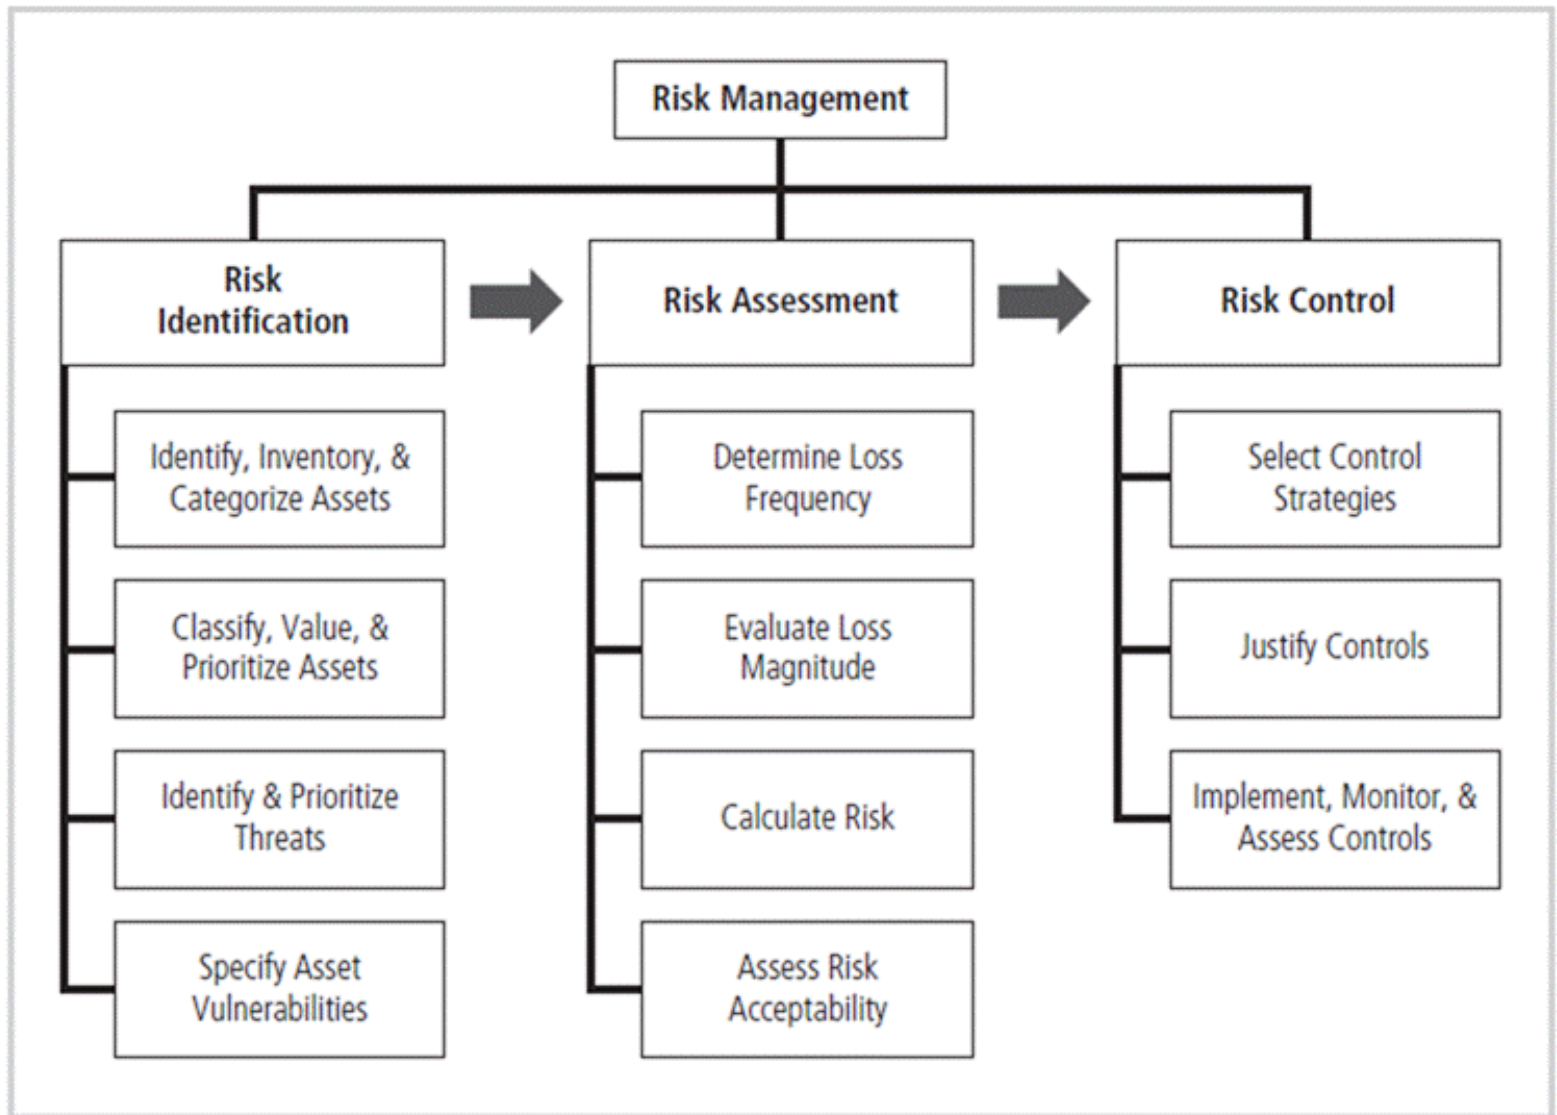 Risk Management
Risk
Identification
Identify, Inventory, &
Categorize Assets
Classify, Value, &
Prioritize Assets
Identify & Prioritize
Threats
Specify Asset
Vulnerabilities
Risk Assessment
Determine Loss
Frequency
Evaluate Loss
Magnitude
Calculate Risk
Assess Risk
Acceptability
Risk Control
Select Control
Strategies
Justify Controls
Implement, Monitor, &
Assess Controls